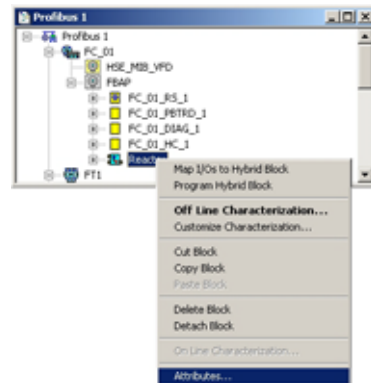 Profibus 1
Profibus 1
FC_01
HSE_MIB_VFD
FBAP
FC_01_RS_1
FC_01_PBTRD_1
FC_01_DIAG_1
FC_01_HC_1
FT1
Map I/Os to Hybrid Block
Program Hybrid Block
Off Line Characterization...
Customize Characterization...
Cut Block
Copy Block
Paste Block
Delete Block
Detach Block
On Line Characterization...
Attributes...